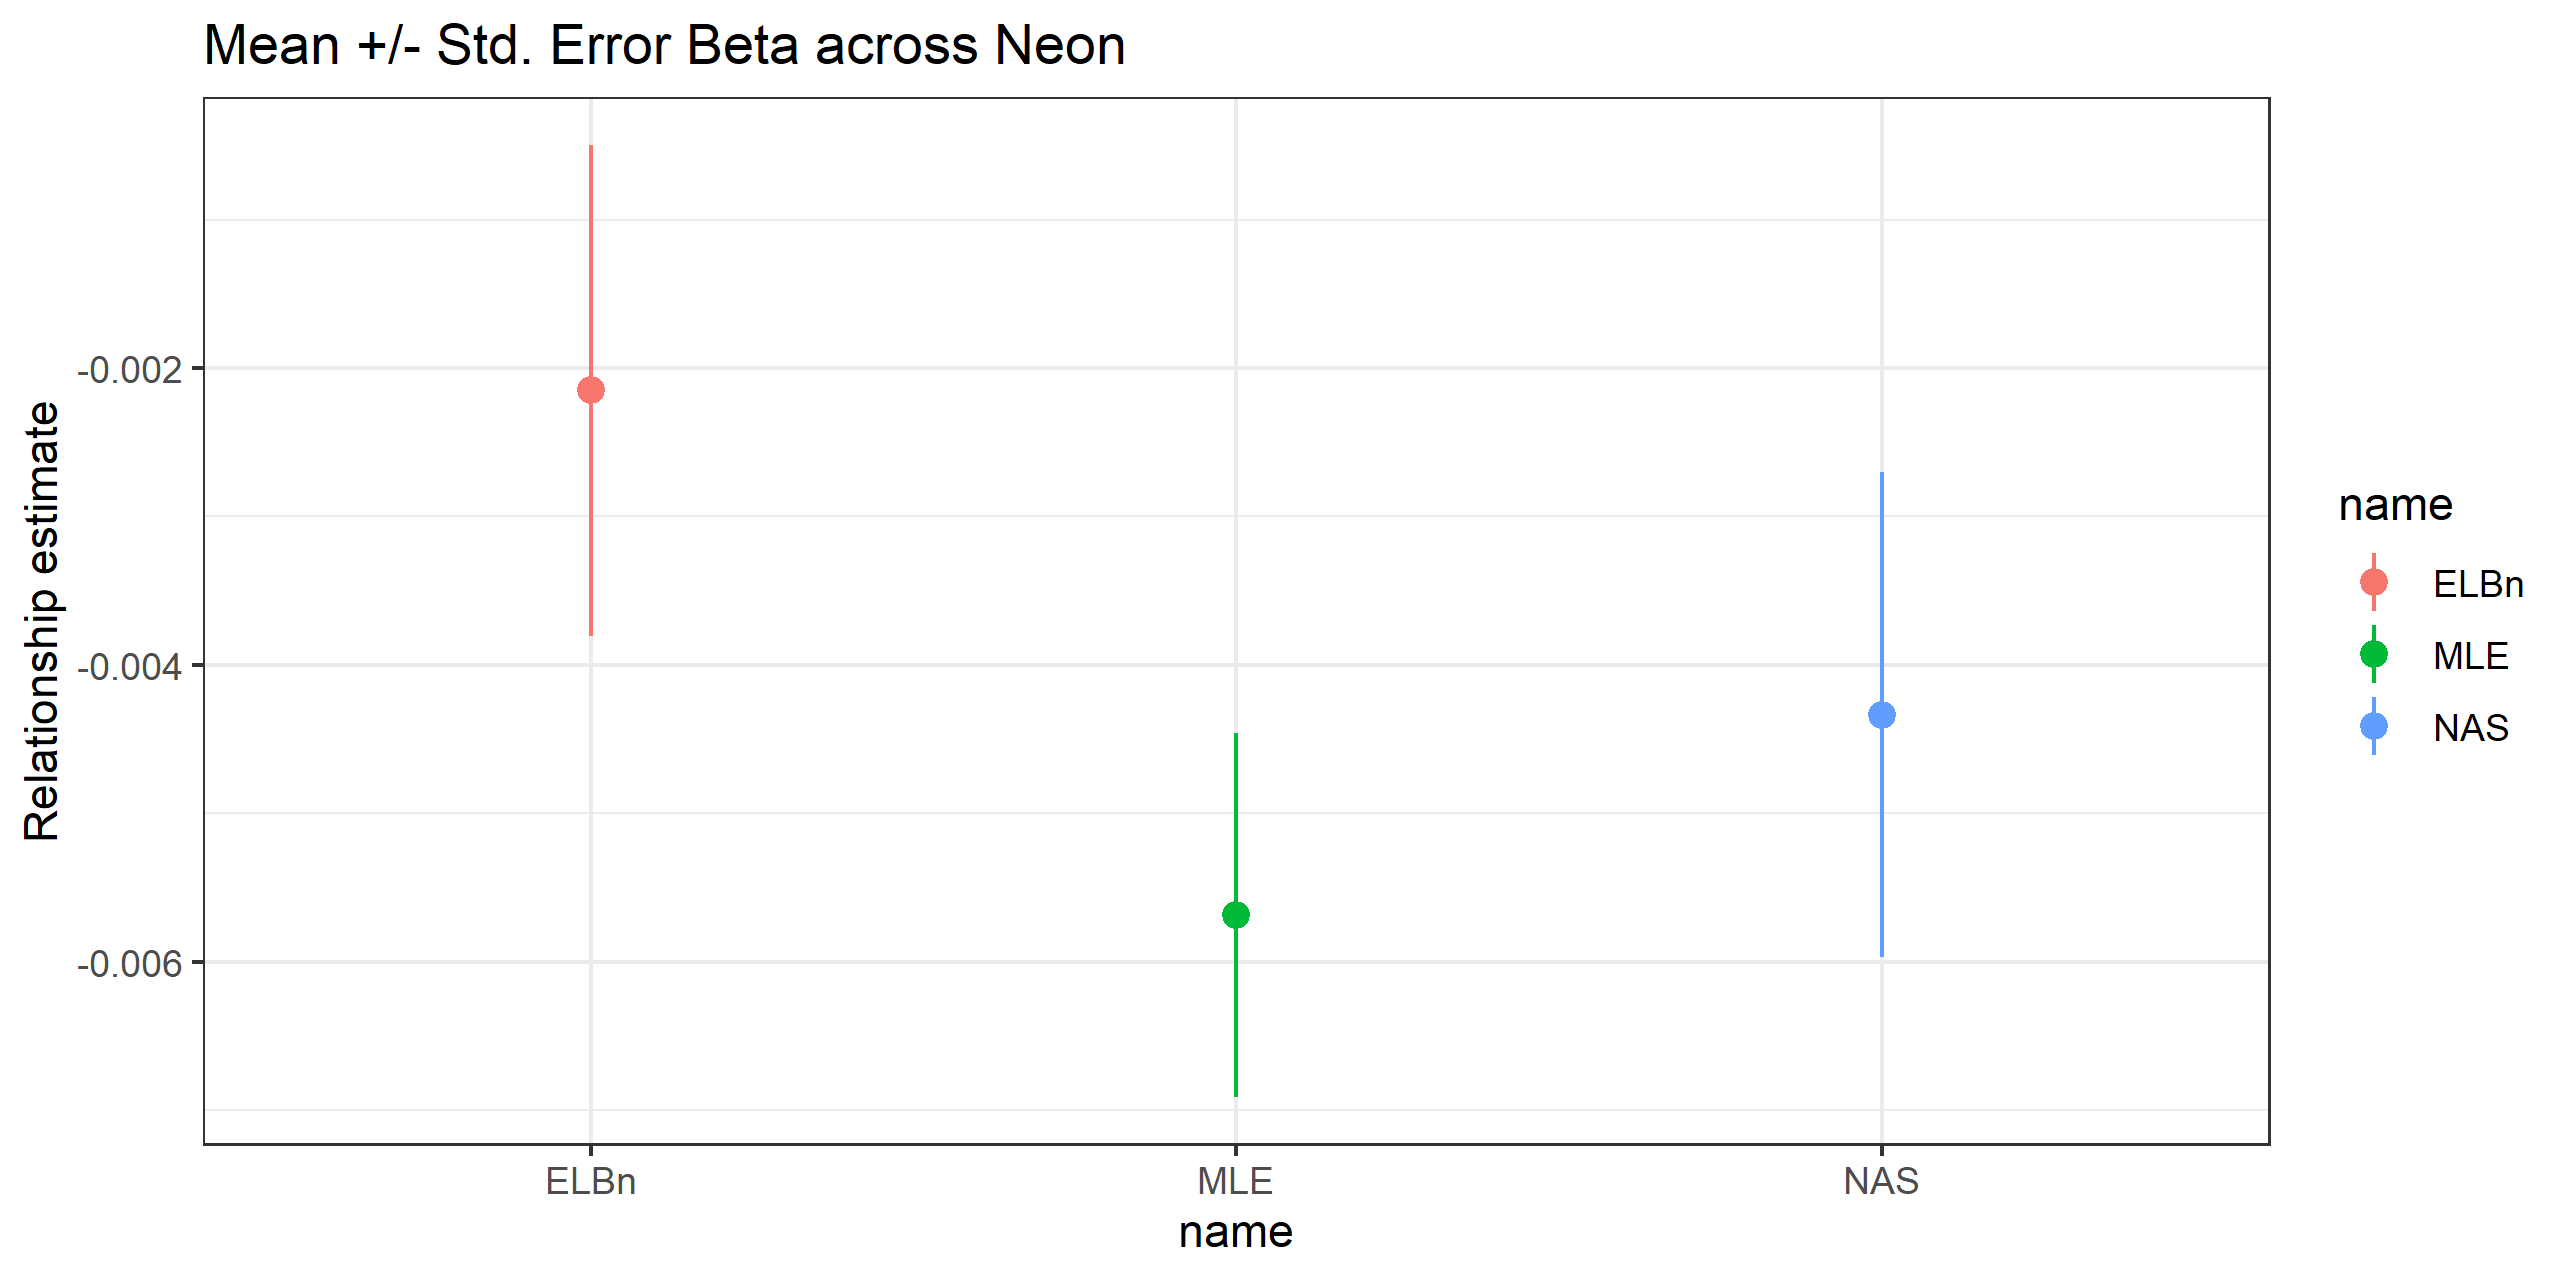 Mean +/- Std. Error Beta across Neon
Relationship estimate
-0.002
-0.004
-0.006
ELBn
MLE
NAS
name
name
ELBn
MLE
NAS